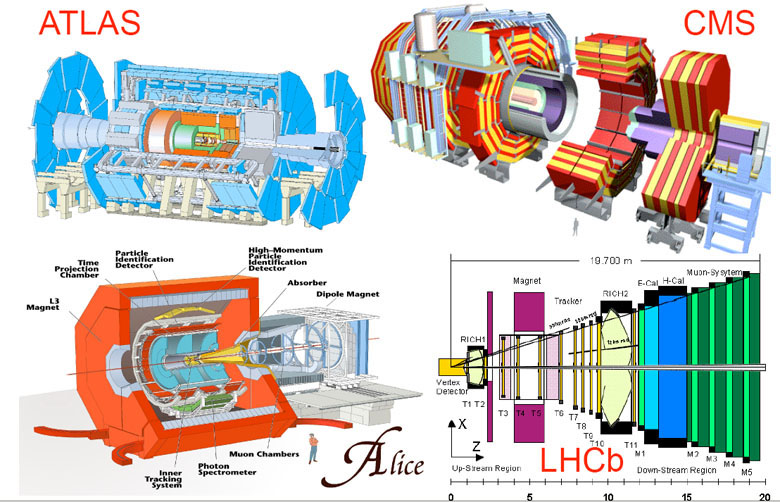 ATLAS
CMS
Particle
Identification
Detector
High–Momentum
Particle
Identification
Detector
Time
Projection
Chamber
L3
Magnet
Absorber
Dipole Magnet
Muon Chambers
Photon
Spectrometer
Inner
Tracking
System
Alice
19.700 m
Magnet
Tracker
RICH1
RICH2
E-Cal
H-Cal
Muon-Sysytem
Vertex
Detector
T1 T2
T3
T4
T5
T6
T7
T8
T9
T10
T11
M1
M2
M3
M4
M5
X
Z
Up-Stream Region
LHCb
Down-Stream Region
0 5 10 15 20